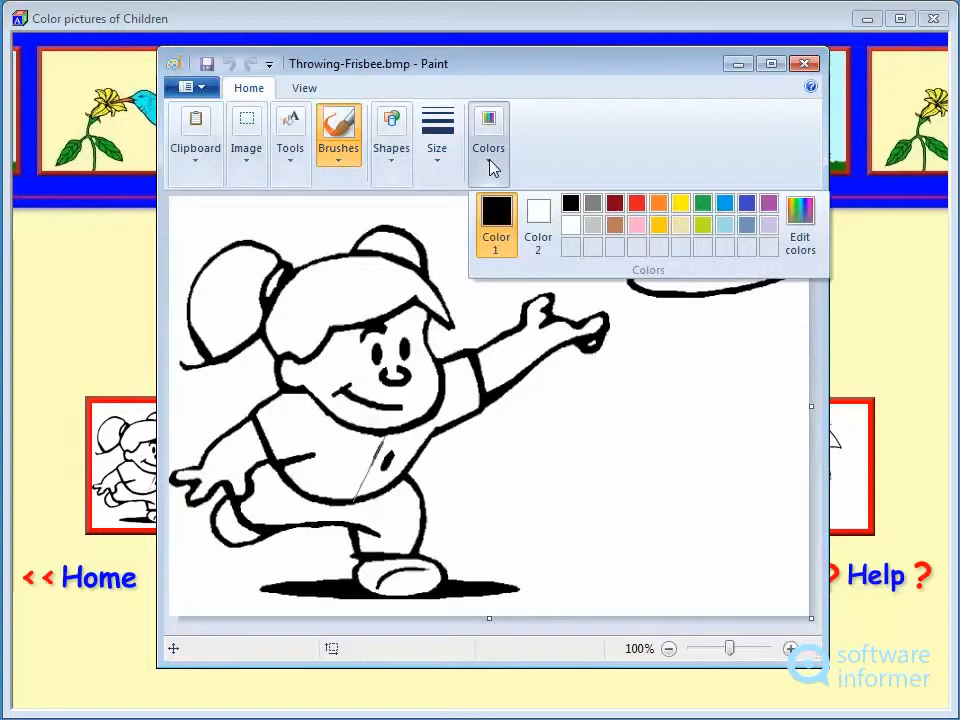 Color pictures of Children
Throwing-Frisbee.bmp - Paint
Home
View
Clipboard
Image
Tools
Brushes
Shapes
Size
Colors
Color 1
Color 2
Edit colors
Colors
<< Home
? Help ?
100%
software
informer